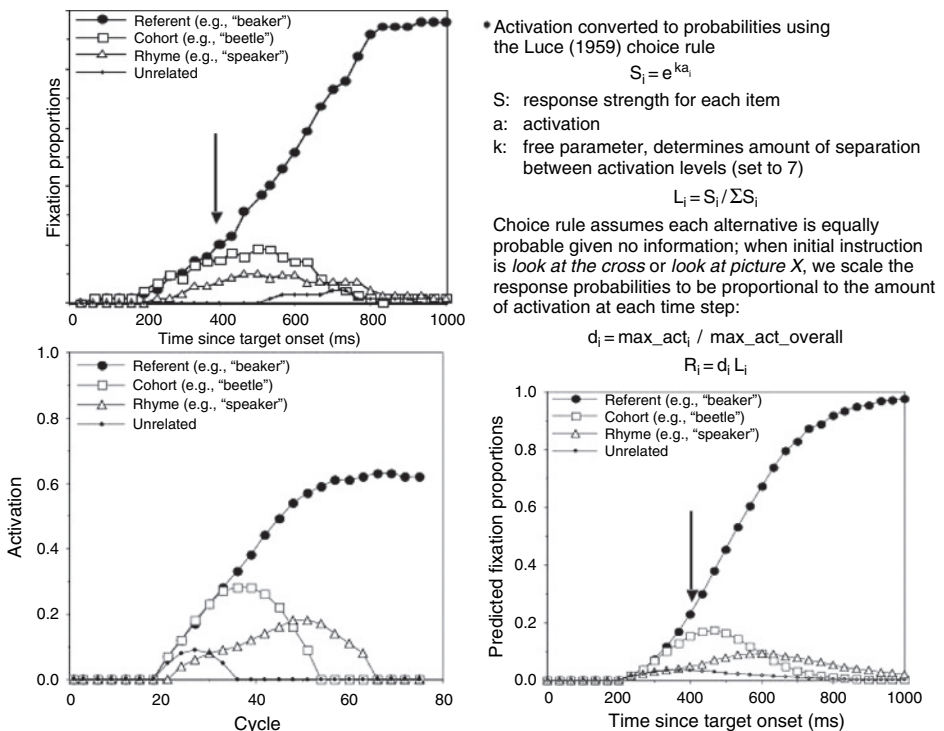 Referent (e.g., “beaker”)
Cohort (e.g., “beetle”)
Rhyme (e.g., “speaker”)
Unrelated
Fixation proportions
0 200 400 600 800 1000
Time since target onset (ms)
Activation converted to probabilities using
the Luce (1959) choice rule
S_i = e^{ka_i}
S: response strength for each item
a: activation
k: free parameter, determines amount of separation
between activation levels (set to 7)
L_i = S_i / ΣS_i
Choice rule assumes each alternative is equally
probable given no information; when initial instruction
is look at the cross or look at picture X, we scale the
response probabilities to be proportional to the amount
of activation at each time step:
d_i = max_act_i / max_act_overall
R_i = d_i L_i
1.0
Referent (e.g., “beaker”)
Cohort (e.g., “beetle”)
Rhyme (e.g., “speaker”)
Unrelated
0.6
0.4
0.2
0.0
Activation
0 20 40 60 80
Cycle
1.0
Referent (e.g., “beaker”)
Cohort (e.g., “beetle”)
Rhyme (e.g., “speaker”)
Unrelated
0.8
0.6
0.4
0.2
0.0
Predicted fixation proportions
0 200 400 600 800 1000
Time since target onset (ms)